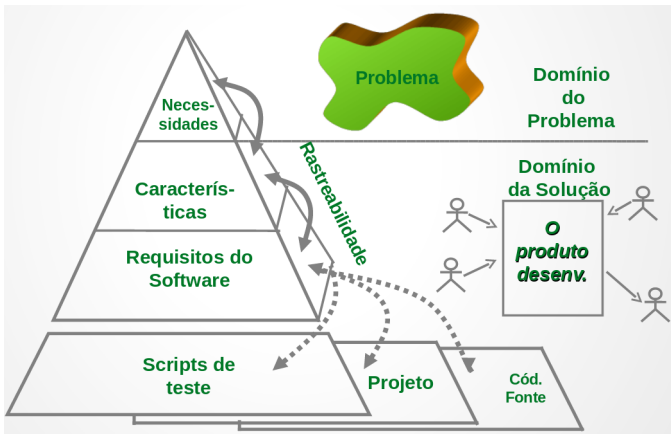 Problema
Domínio
do
Problema
Neces-
sidades
Rastreabilidade
Domínio
da Solução
Caracterís-
ticas
O
produto
desenv.
Requisitos do
Software
Scripts de
teste
Projeto
Cód.
Fonte